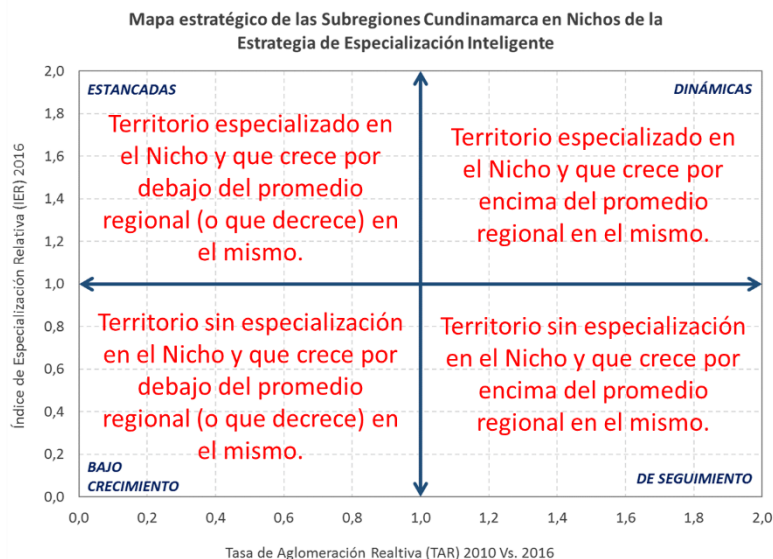 Mapa estratégico de las Subregiones Cundinamarca en Nichos de la
Estrategia de Especialización Inteligente
Índice de Especialización Relativa (IER) 2016
2,0
1,8
1,6
1,4
1,2
1,0
0,8
0,6
0,4
0,2
0,0
ESTANCADAS
Territorio especializado en
el Nicho y que crece por
debajo del promedio
regional (o que decrece) en
el mismo.
DINÁMICAS
Territorio especializado en
el Nicho y que crece por
encima del promedio
regional en el mismo.
Territorio sin especialización
en el Nicho y que crece por
debajo del promedio
regional (o que decrece) en
el mismo.
BAJO
CRECIMIENTO
Territorio sin especialización
en el Nicho y que crece por
encima del promedio
regional en el mismo.
DE SEGUIMIENTO
0,0 0,2 0,4 0,6 0,8 1,0 1,2 1,4 1,6 1,8 2,0
Tasa de Aglomeración Realtiva (TAR) 2010 Vs. 2016